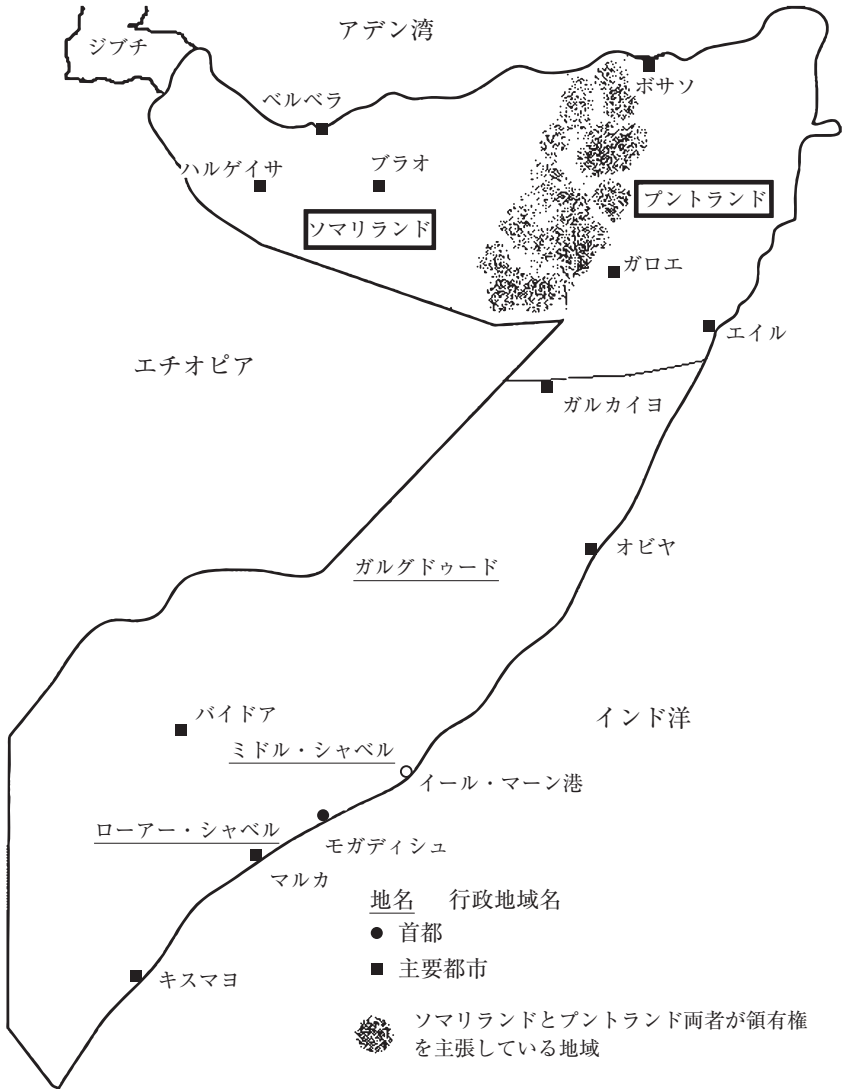 アデン湾
ジブチ
ボサソ
ベルベラ
ハルゲイサ
ブラオ
プントランド
ソマリランド
ガロエ
エイル
エチオピア
ガルカイヨ
オビヤ
ガルグドゥード
バイドア
インド洋
ミドル・シャベル
イール・マーン港
ローアー・シャベル
モガディシュ
マルカ
地名 行政地域名
首都
主要都市
キスマヨ
ソマリランドとプントランド両者が領有権
を主張している地域